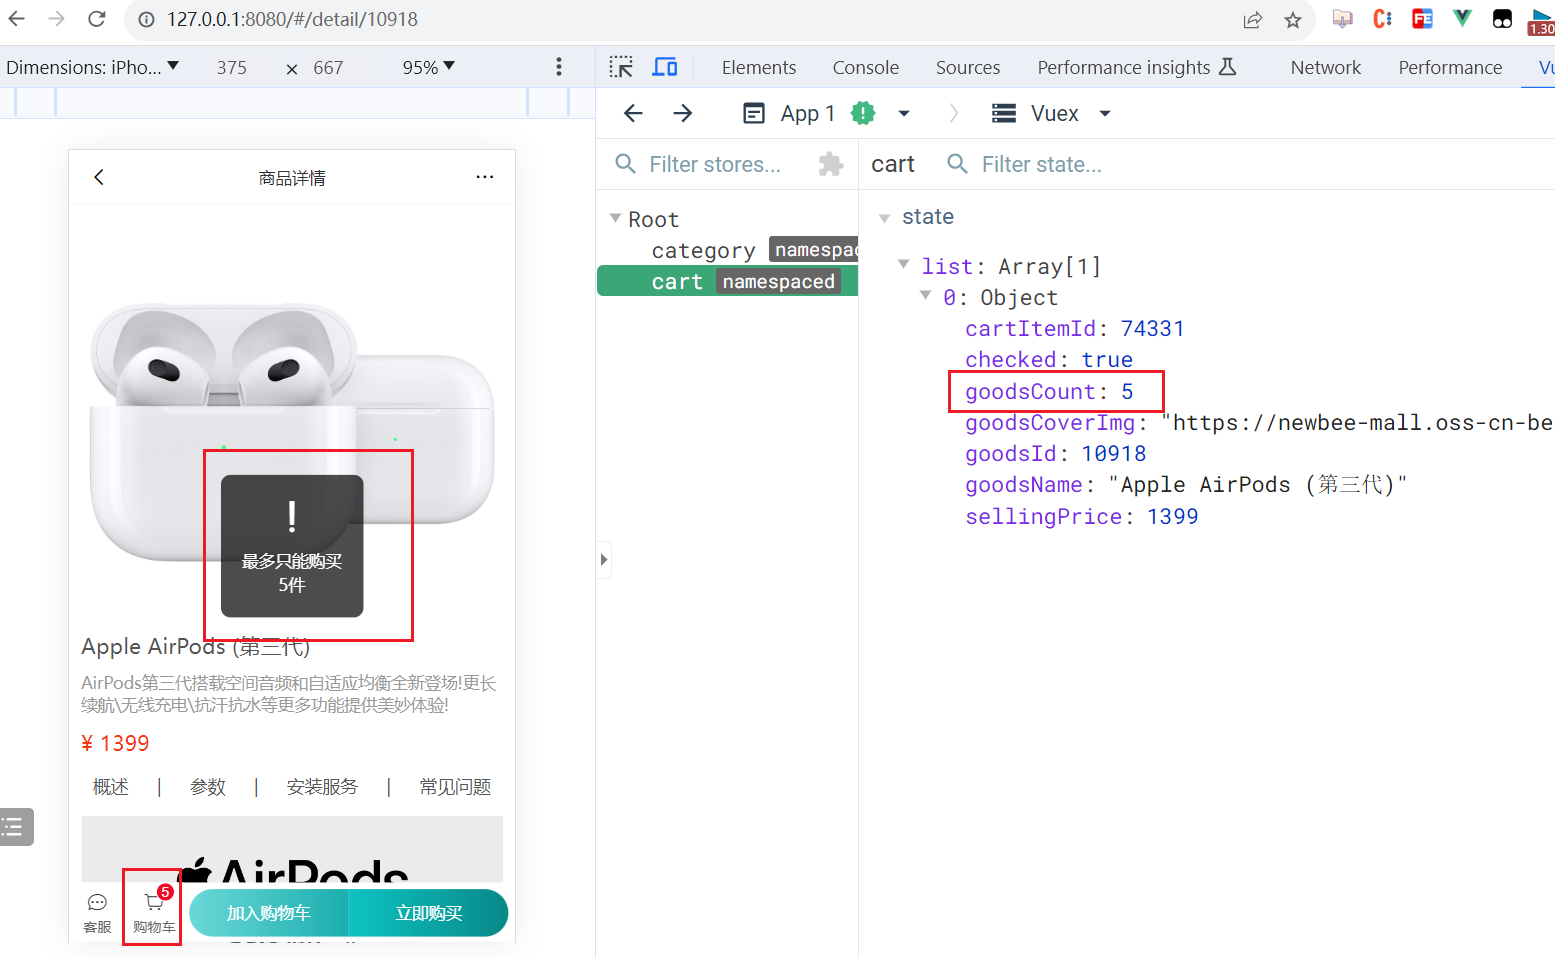 127.0.0.1:8080/#/detail/10918
1.30
Dimensions: iPho... 375 × 667 95%
Elements Console Sources Performance insights Network Performance Vu
App 1 Vuex
Filter stores... cart Filter state...
商品详情
Root
category namespac
cart namespaced
state
list: Array[1]
0: Object
cartItemId: 74331
checked: true
goodsCount: 5
goodsCoverImg: "https://newbee-mall.oss-cn-be
goodsId: 10918
goodsName: "Apple AirPods (第三代)"
sellingPrice: 1399
!
最多只能购买
5件
Apple AirPods (第三代)
AirPods第三代搭载空间音频和自适应均衡全新登场!更长
续航\无线充电\抗汗抗水等更多功能提供美妙体验!
¥ 1399
概述 | 参数 | 安装服务 | 常见问题
AirPods
5
客服 购物车 加入购物车 立即购买